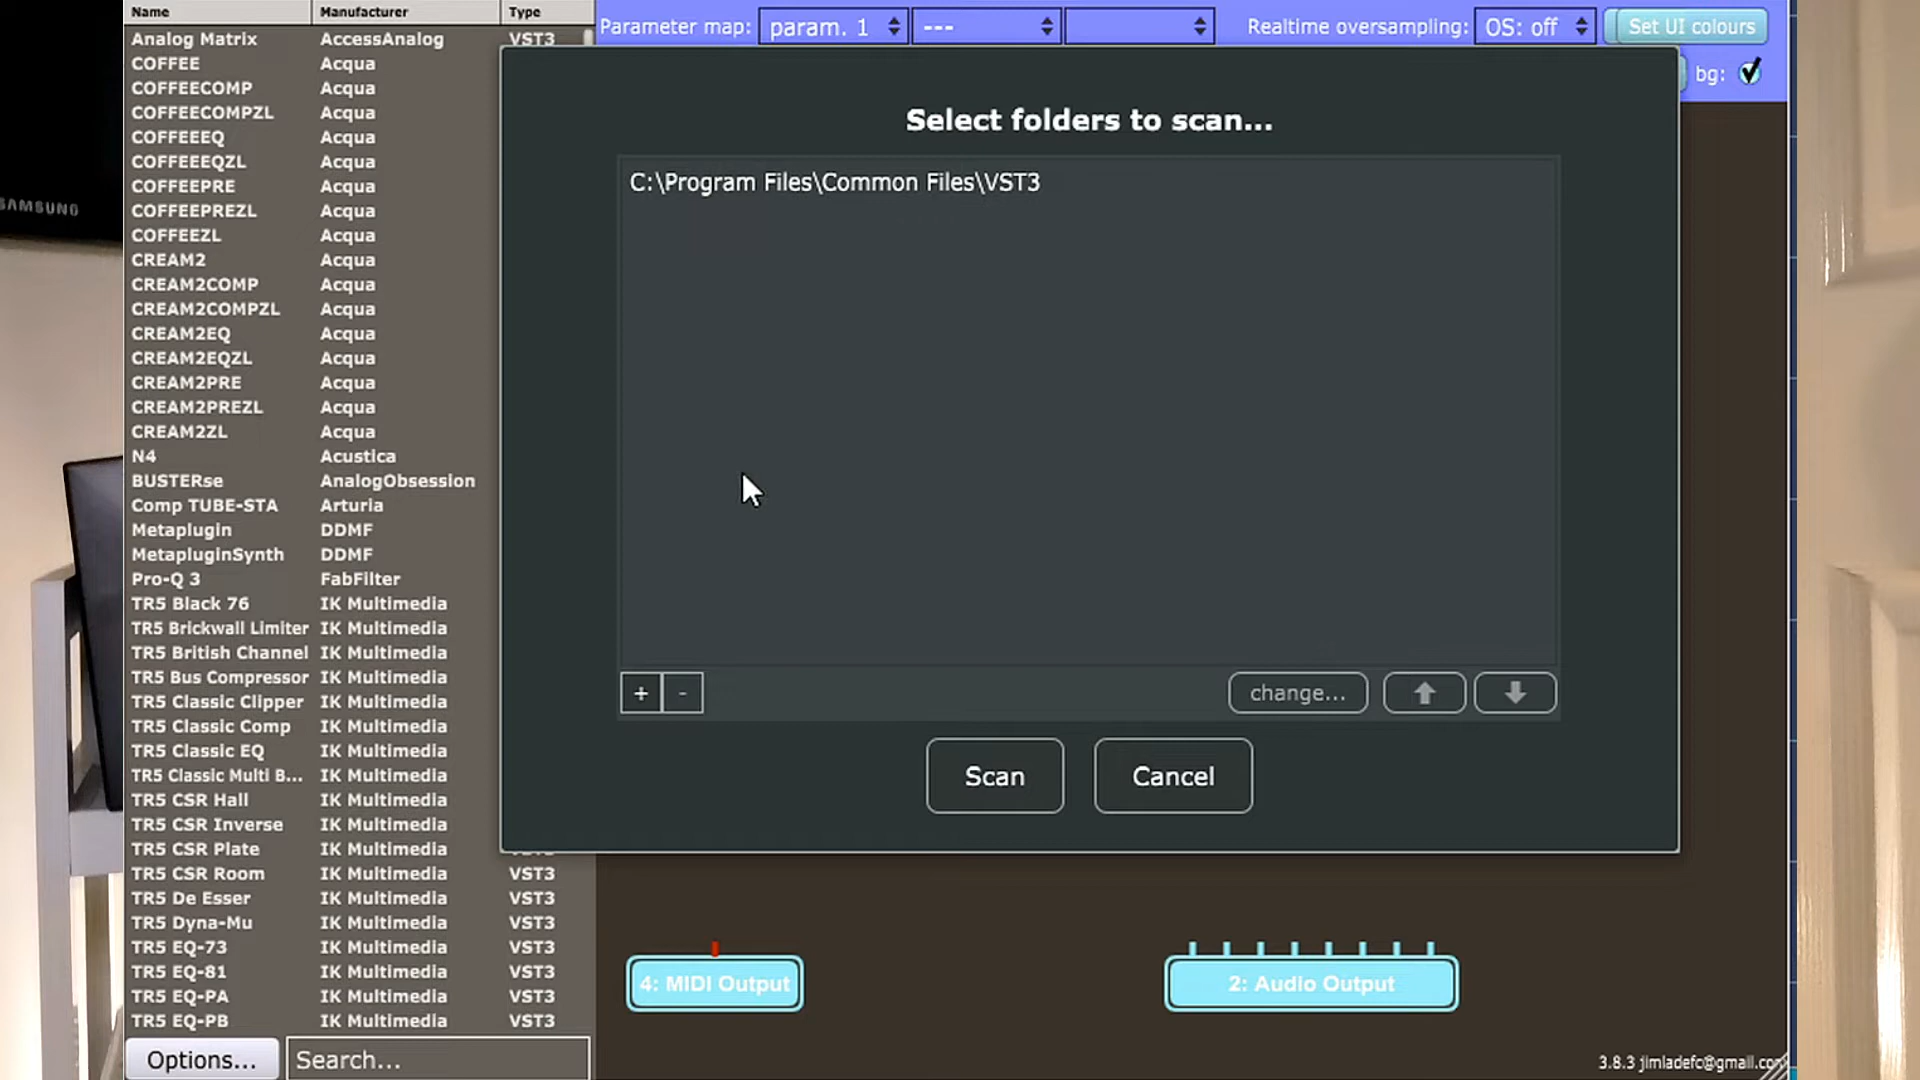 Name Manufacturer Type
Parameter map: param. 1 --- Realtime oversampling: OS: off Set UI colours
bg:
Analog Matrix AccessAnalog VST3
COFFEE Acqua
COFFEECOMP Acqua
COFFEECOMPZL Acqua
COFFEEEQ Acqua
COFFEEEQZL Acqua
COFFEEPRE Acqua
COFFEEPREZL Acqua
COFFEEZL Acqua
CREAM2 Acqua
CREAM2COMP Acqua
CREAM2COMPZL Acqua
CREAM2EQ Acqua
CREAM2EQZL Acqua
CREAM2PRE Acqua
CREAM2PREZL Acqua
CREAM2ZL Acqua
N4 Acustica
BUSTERse AnalogObsession
Comp TUBE-STA Arturia
Metaplugin DDMF
MetapluginSynth DDMF
Pro-Q 3 FabFilter
TR5 Black 76 IK Multimedia
TR5 Brickwall Limiter IK Multimedia
TR5 British Channel IK Multimedia
TR5 Bus Compressor IK Multimedia
TR5 Classic Clipper IK Multimedia
TR5 Classic Comp IK Multimedia
TR5 Classic EQ IK Multimedia
TR5 Classic Multi B... IK Multimedia
TR5 CSR Hall IK Multimedia
TR5 CSR Inverse IK Multimedia
TR5 CSR Plate IK Multimedia
TR5 CSR Room IK Multimedia VST3
TR5 De Esser IK Multimedia VST3
TR5 Dyna-Mu IK Multimedia VST3
TR5 EQ-73 IK Multimedia VST3
TR5 EQ-81 IK Multimedia VST3
TR5 EQ-PA IK Multimedia VST3
TR5 EQ-PB IK Multimedia VST3
Options... Search...
Select folders to scan...
C:\Program Files\Common Files\VST3
+ - change...
Scan Cancel
4: MIDI Output 2: Audio Output
3.8.3 jimladefc@gmail.com
SAMSUNG